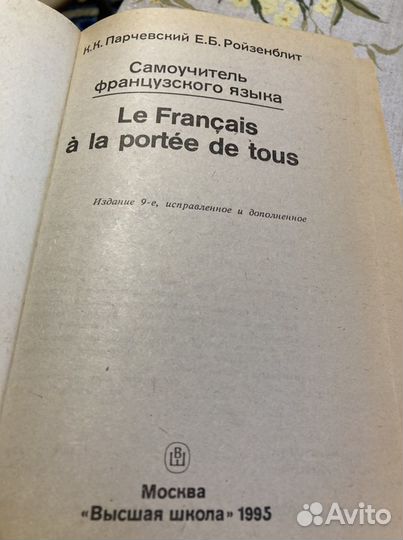 К.К. Парчевский Е.Б. Ройзенблит
Самоучитель
французского языка
Le Français
à la portée de tous
Издание 9-е, исправленное и дополненное
В
Ш
Москва
«Высшая школа» 1995
Avito